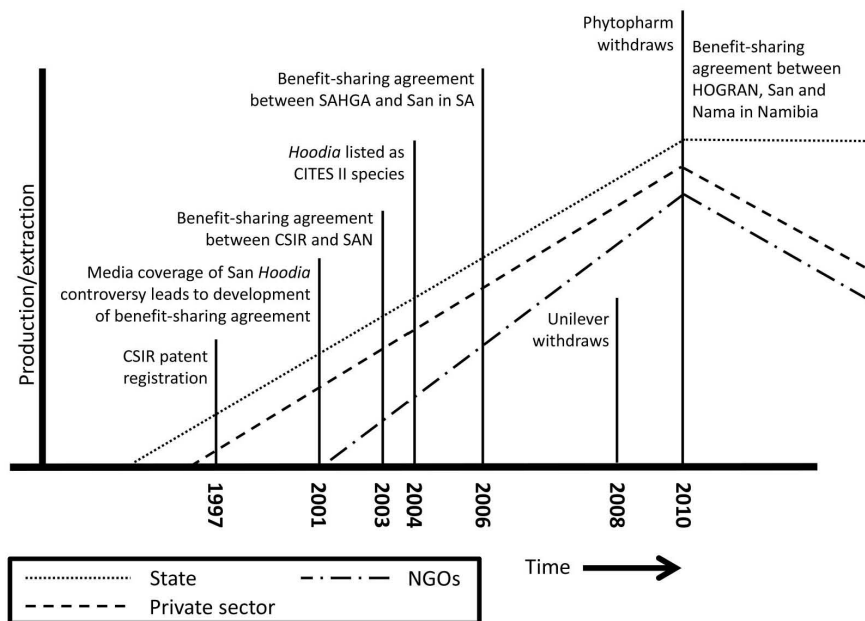 Phytopharm
withdraws
Benefit-sharing
agreement between
HOGRAN, San and
Nama in Namibia
Benefit-sharing agreement
between SAHGA and San in SA
Hoodia listed as
CITES II species
Benefit-sharing agreement
between CSIR and SAN
Media coverage of San Hoodia
controversy leads to development
of benefit-sharing agreement
CSIR patent
registration
Unilever
withdraws
Production/extraction
1997
2001
2003
2004
2006
2008
2010
Time
State
NGOs
Private sector